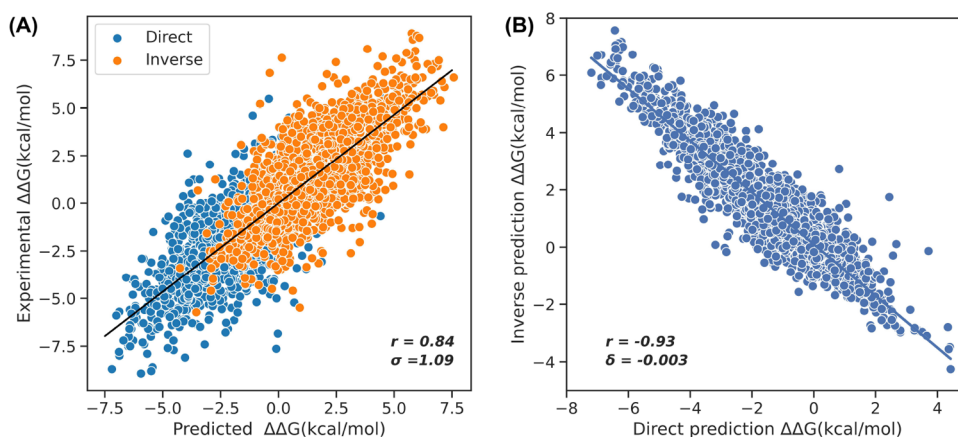 (A)
Direct
Inverse
Experimental ΔΔG(kcal/mol)
7.5
5.0
2.5
0.0
−2.5
−5.0
−7.5
r = 0.84
σ =1.09
−7.5 −5.0 −2.5 0.0 2.5 5.0 7.5
Predicted ΔΔG(kcal/mol)
(B)
Inverse prediction ΔΔG(kcal/mol)
8
6
4
2
0
−2
−4
r = -0.93
δ = -0.003
−8 −6 −4 −2 0 2 4
Direct prediction ΔΔG(kcal/mol)